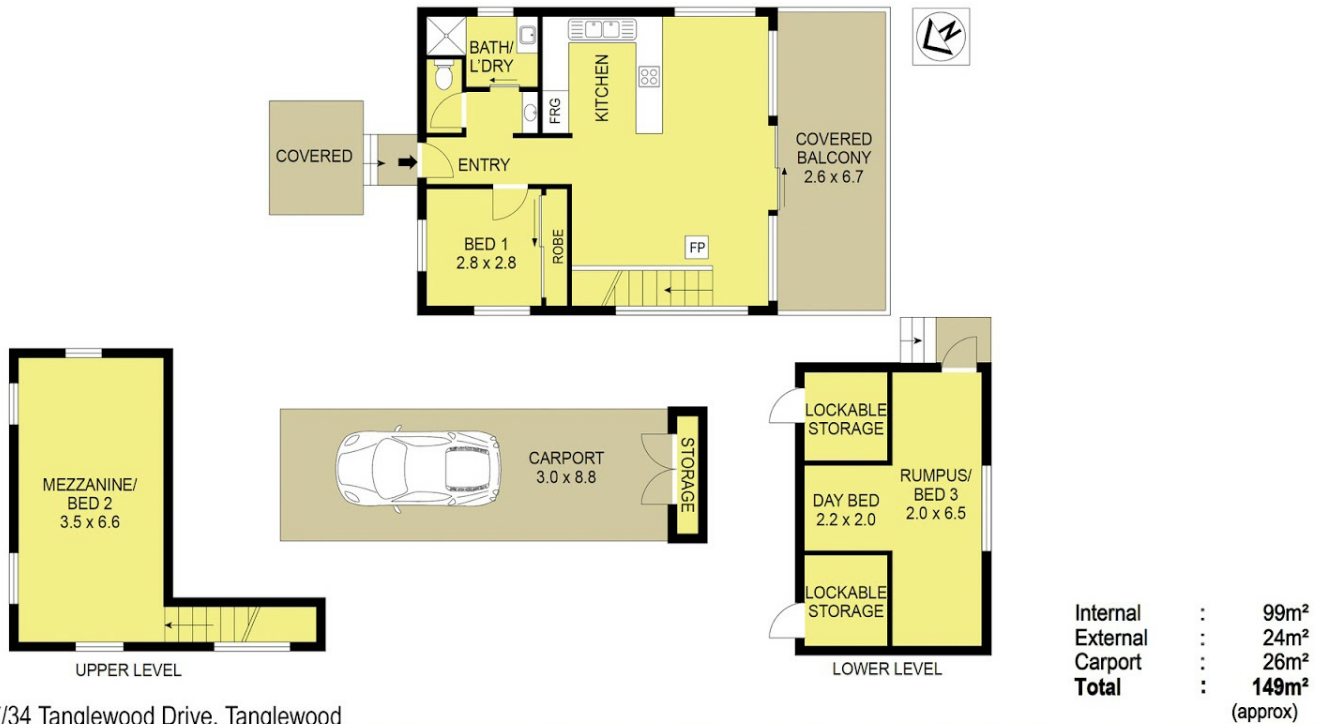 BATH/
L'DRY
KITCHEN
FRG
COVERED
ENTRY
COVERED
BALCONY
2.6 x 6.7
N
BED 1
2.8 x 2.8
ROBE
FP
MEZZANINE/
BED 2
3.5 x 6.6
UPPER LEVEL
CARPORT
3.0 x 8.8
STORAGE
LOCKABLE
STORAGE
RUMPUS/
BED 3
2.0 x 6.5
DAY BED
2.2 x 2.0
LOCKABLE
STORAGE
LOWER LEVEL
Internal : 99m²
External : 24m²
Carport : 26m²
Total : 149m²
(approx)
/34 Tanglewood Drive, Tanglewood